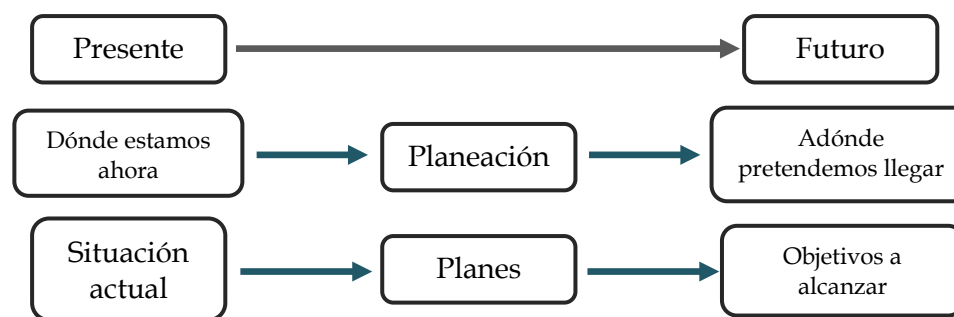 Presente
Futuro
Dónde estamos
ahora
Planeación
Adónde
pretendemos llegar
Situación
actual
Planes
Objetivos a
alcanzar